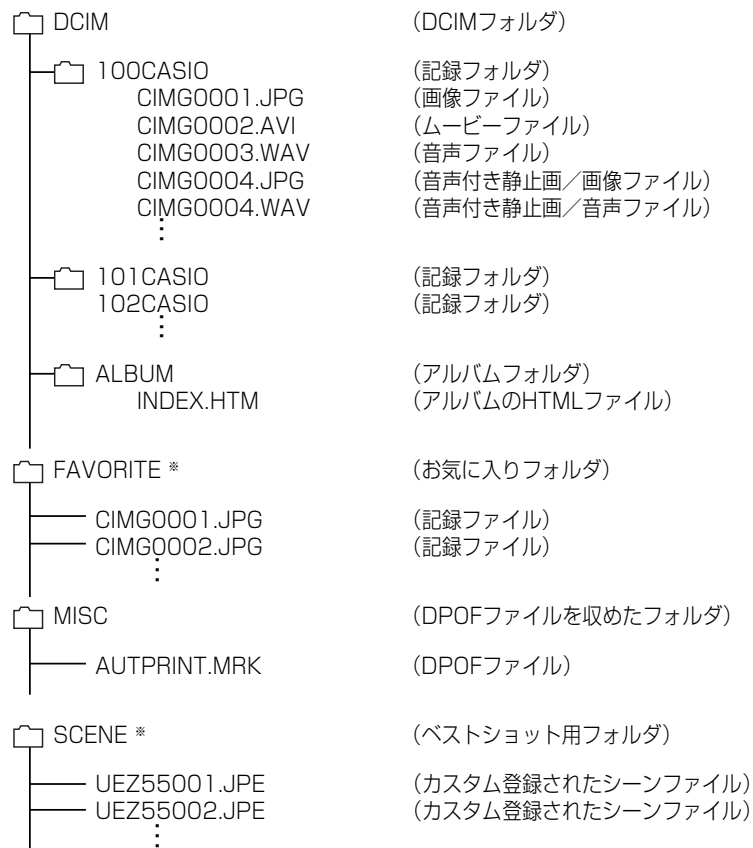 DCIM （DCIMフォルダ）
100CASIO （記録フォルダ）
CIMG0001.JPG （画像ファイル）
CIMG0002.AVI （ムービーファイル）
CIMG0003.WAV （音声ファイル）
CIMG0004.JPG （音声付き静止画／画像ファイル）
CIMG0004.WAV （音声付き静止画／音声ファイル）
101CASIO （記録フォルダ）
102CASIO （記録フォルダ）
ALBUM （アルバムフォルダ）
INDEX.HTM （アルバムのHTMLファイル）
FAVORITE ※ （お気に入りフォルダ）
CIMG0001.JPG （記録ファイル）
CIMG0002.JPG （記録ファイル）
MISC （DPOFファイルを収めたフォルダ）
AUTPRINT.MRK （DPOFファイル）
SCENE ※ （ベストショット用フォルダ）
UEZ55001.JPE （カスタム登録されたシーンファイル）
UEZ55002.JPE （カスタム登録されたシーンファイル）